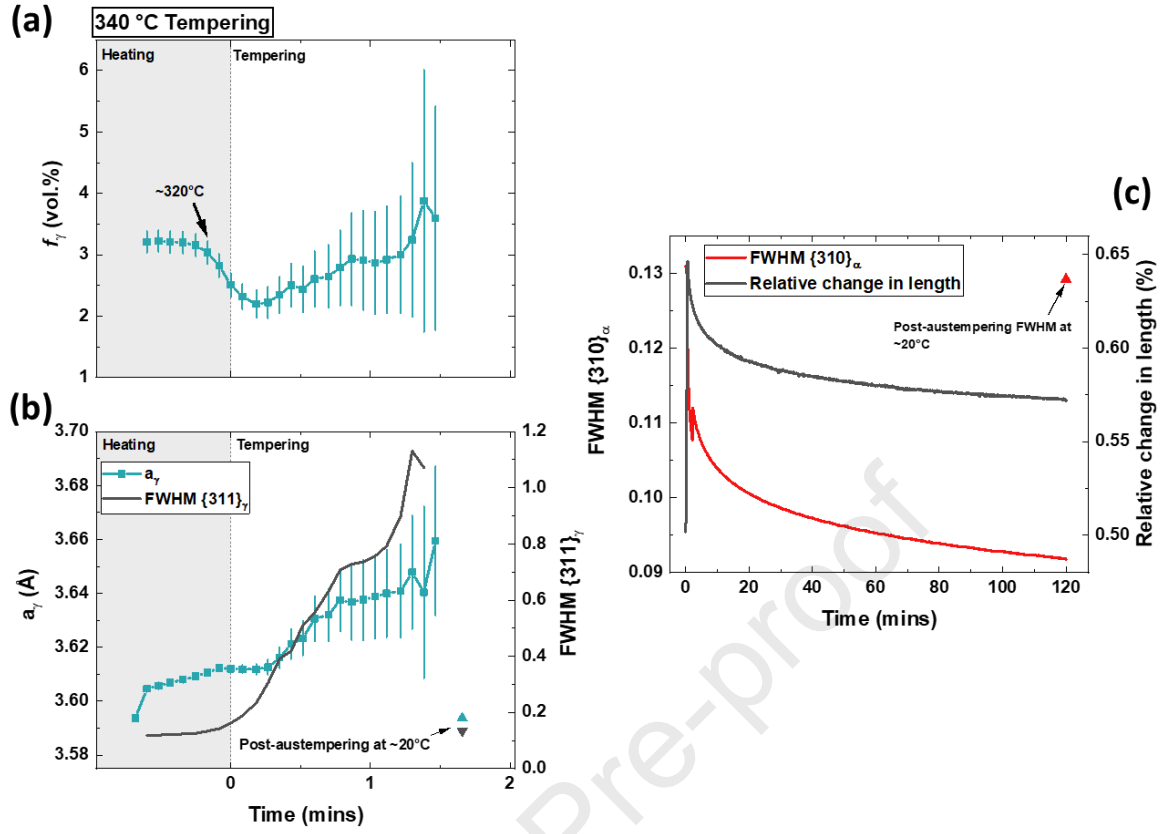 (a)
340 °C Tempering
Heating
Tempering
6
5
4
3
2
1
fγ (vol.%)
~320°C
(b)
3.70
3.68
3.66
3.64
3.62
3.60
3.58
aγ (Å)
Heating
Tempering
aγ
FWHM {311}γ
Post-austempering at ~20°C
1.2
1.0
0.8
0.6
0.4
0.2
0.0
FWHM {311}γ
0
1
2
Time (mins)
(c)
0.13
0.12
0.11
0.10
0.09
FWHM {310}α
FWHM {310}α
Relative change in length
Post-austempering FWHM at
~20°C
0.65
0.60
0.55
0.50
Relative change in length (%)
0
20
40
60
80
100
120
Time (mins)
Pre-proof